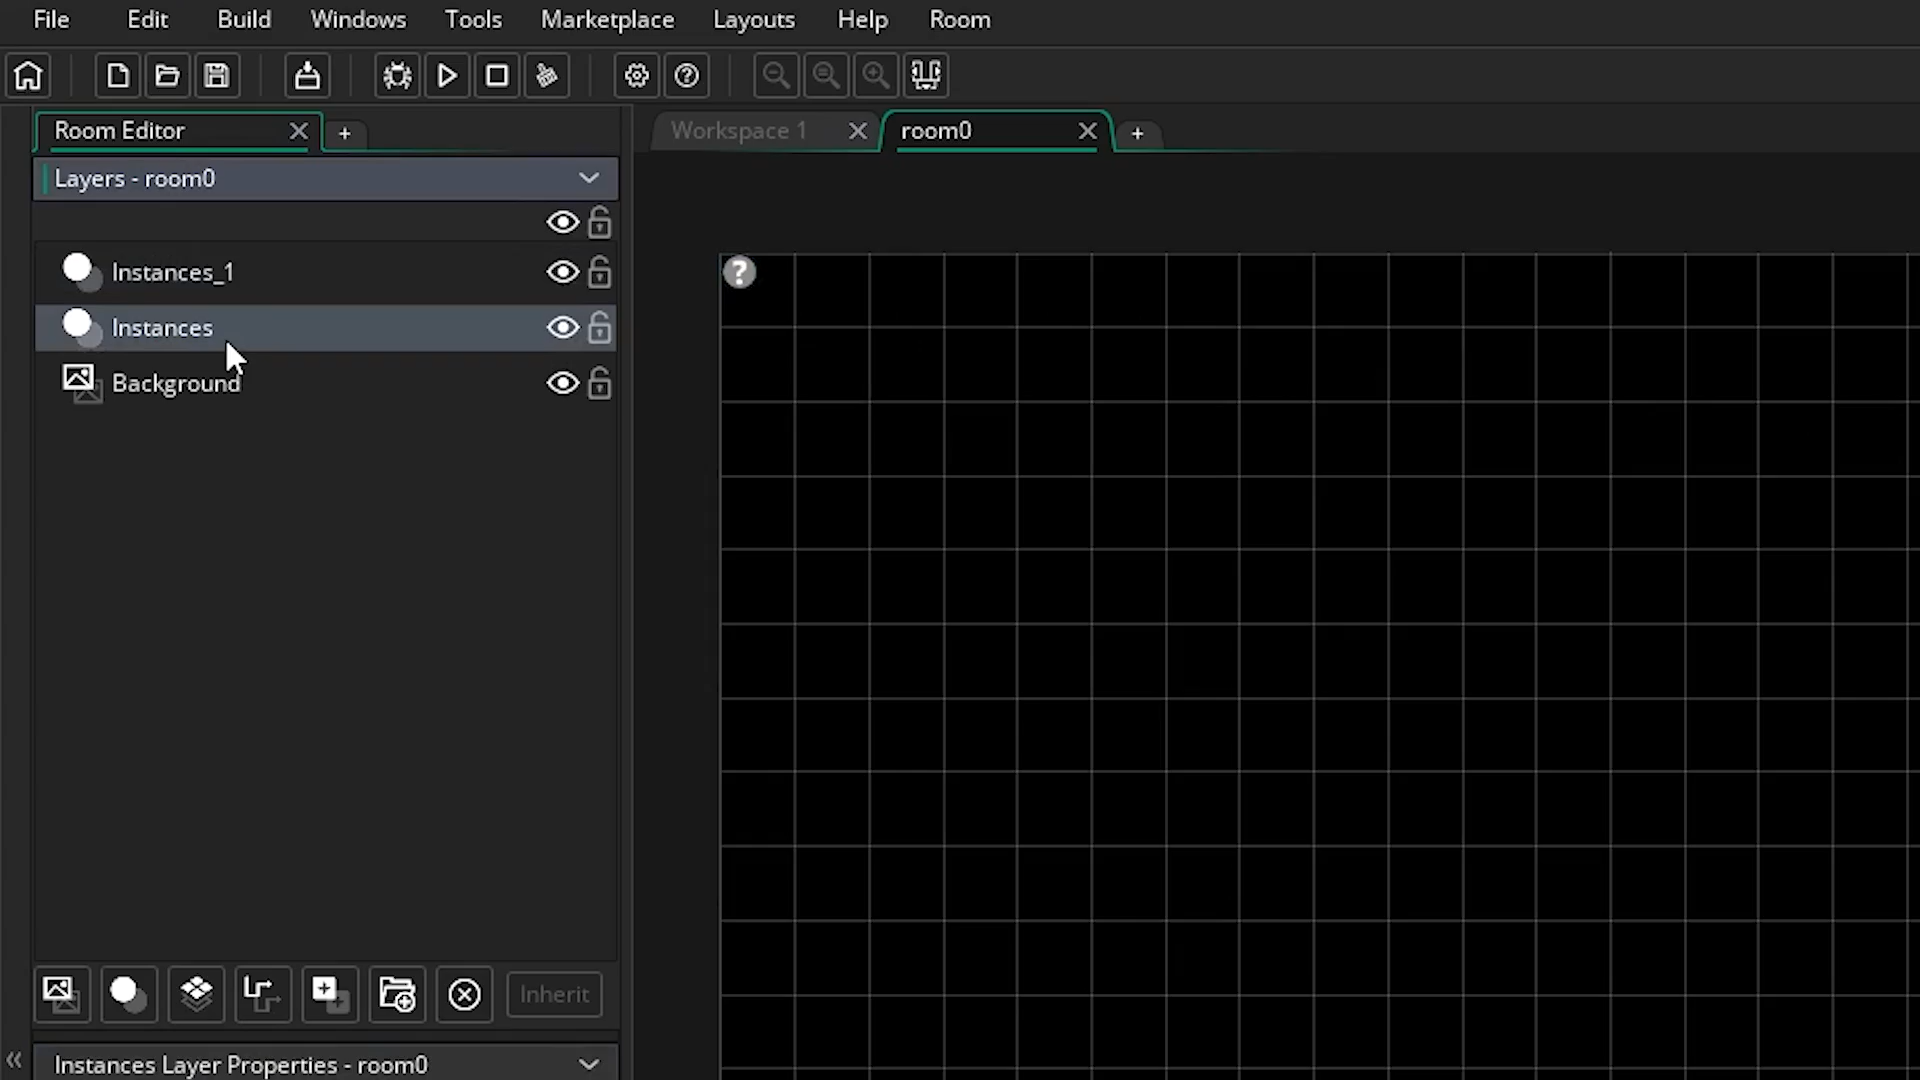 File Edit Build Windows Tools Marketplace Layouts Help Room
Room Editor
Workspace 1
room0
Layers - room0
Instances_1
Instances
Background
Inherit
Instances Layer Properties - room0